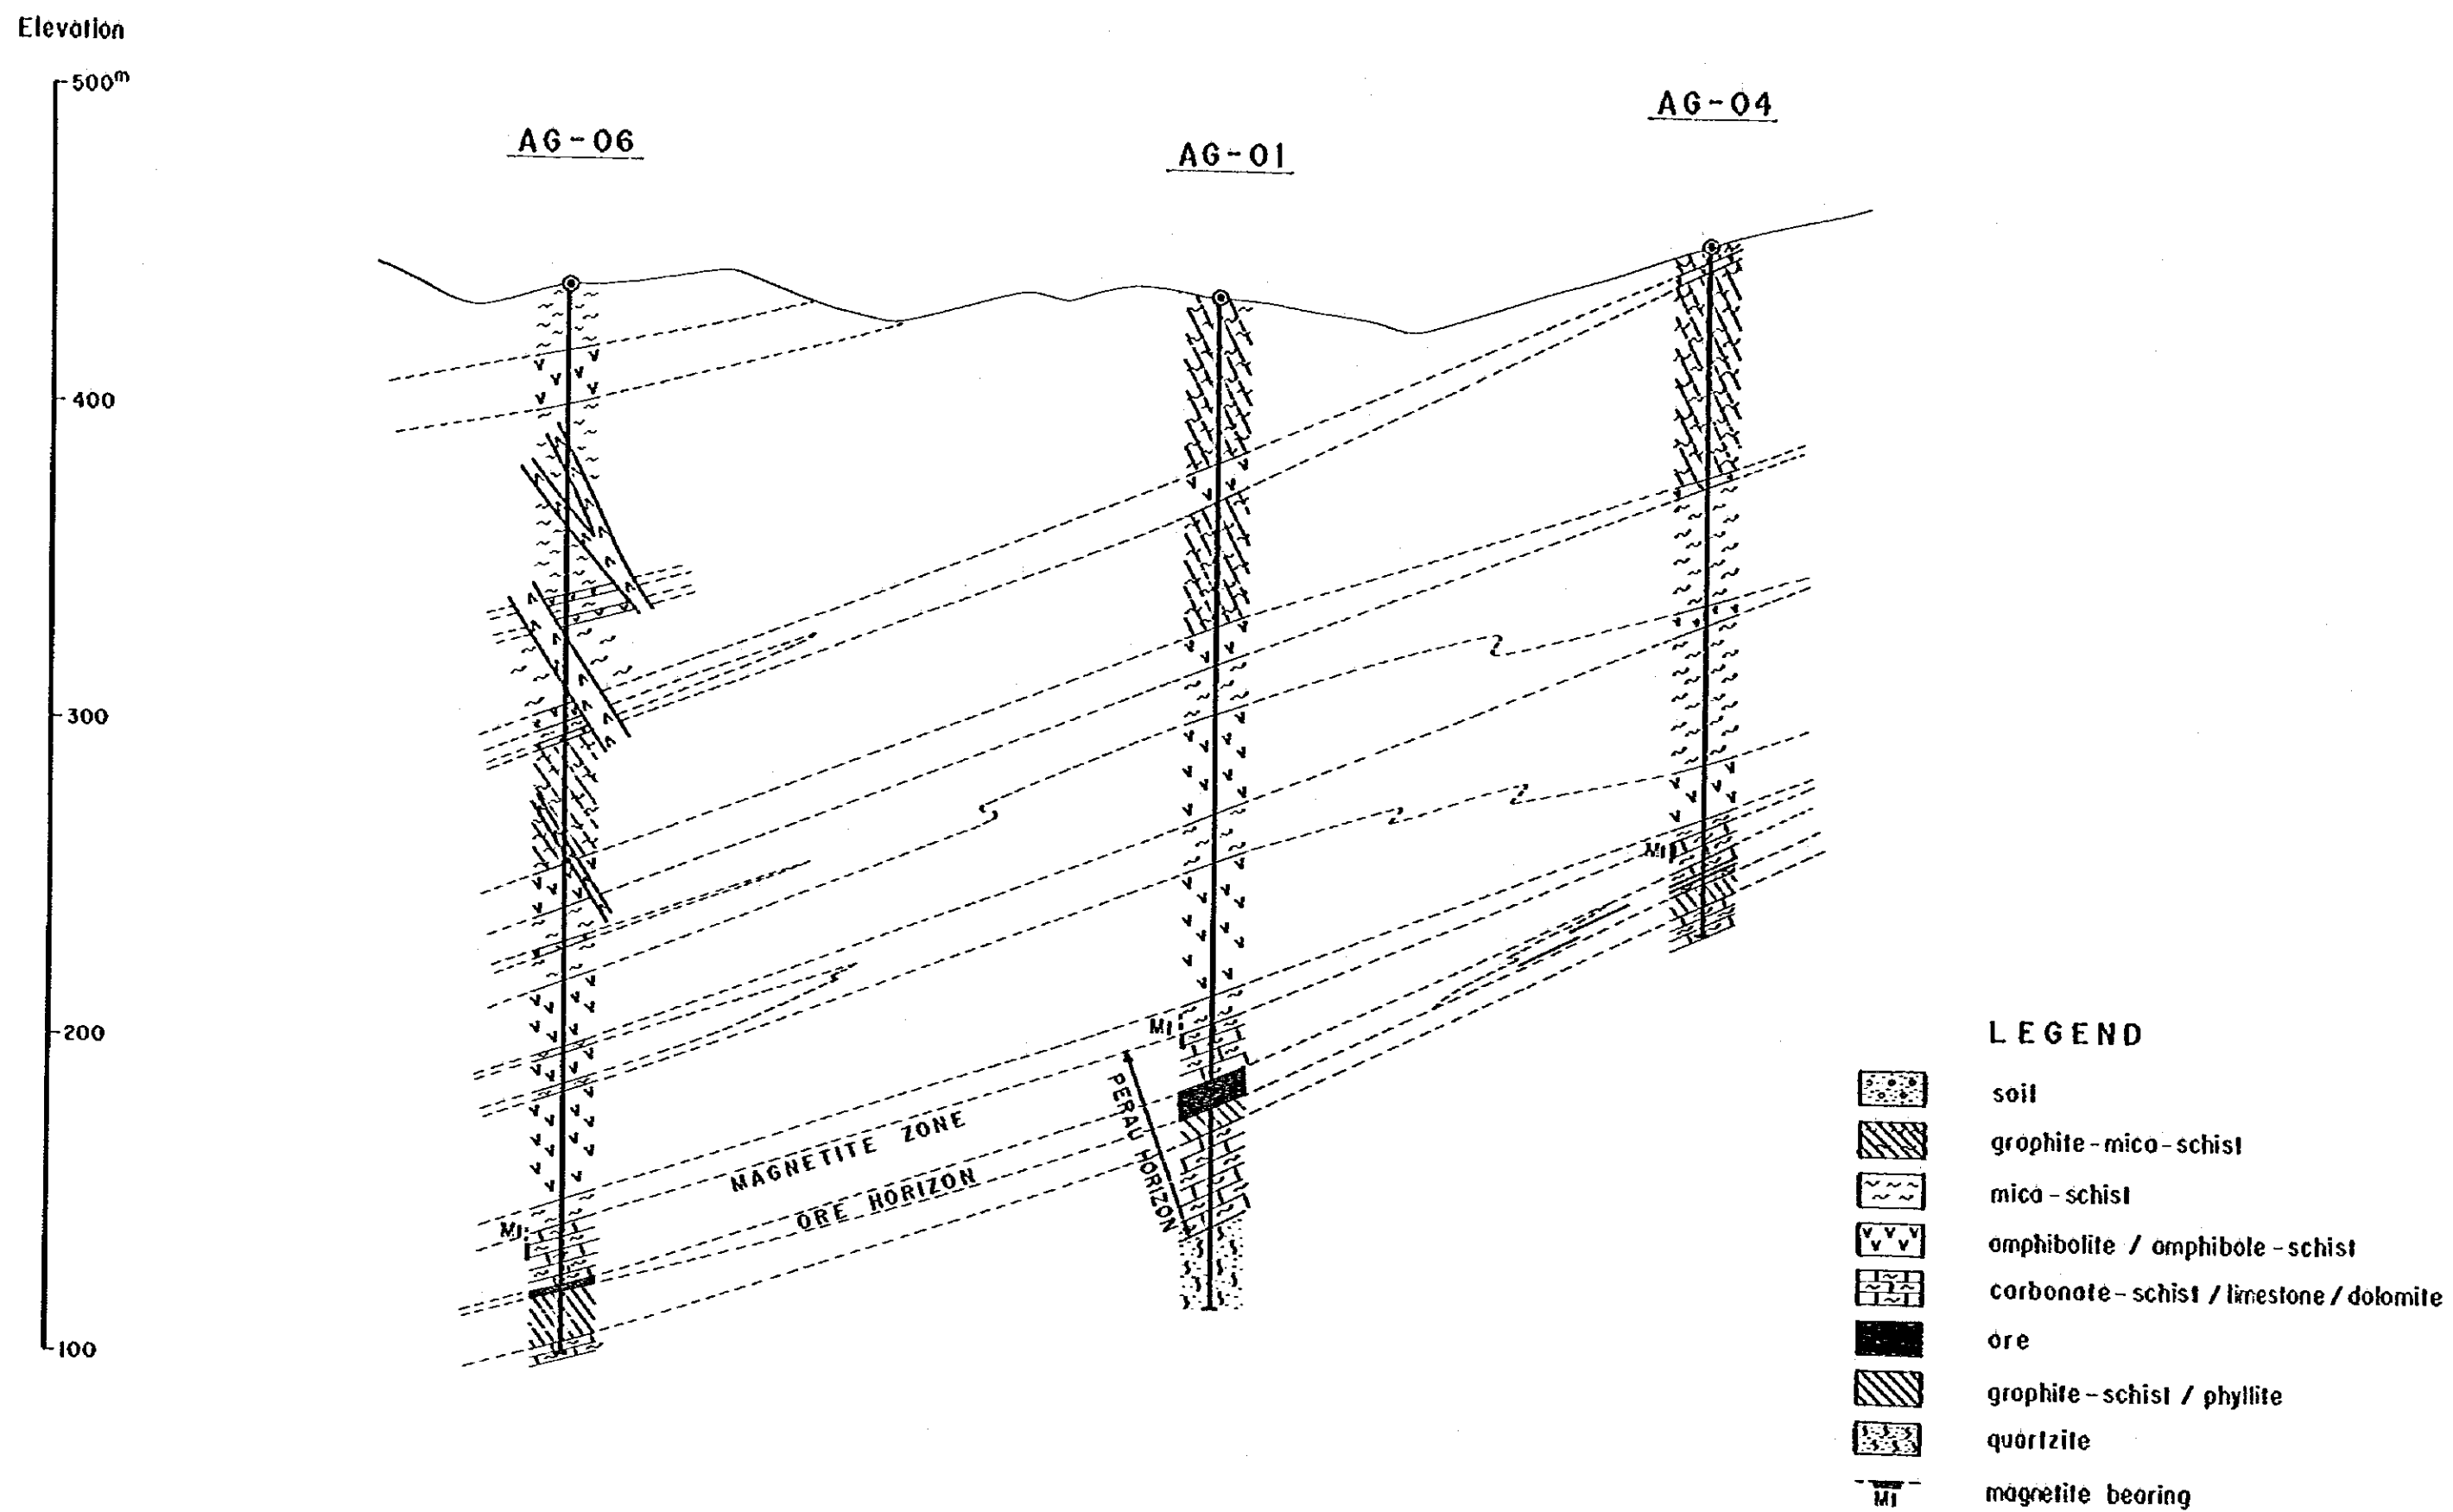 Elevation
500m
AG-06
AG-01
AG-04
400
300
200
100
Mt
Mt
Mt
MAGNETITE ZONE
ORE HORIZON
PERAU HORIZON
LEGEND
soil
graphite-mica-schist
mica-schist
amphibolite / amphibole-schist
carbonate-schist / limestone / dolomite
ore
graphite-schist / phyllite
quartzite
Mt
magnetite bearing